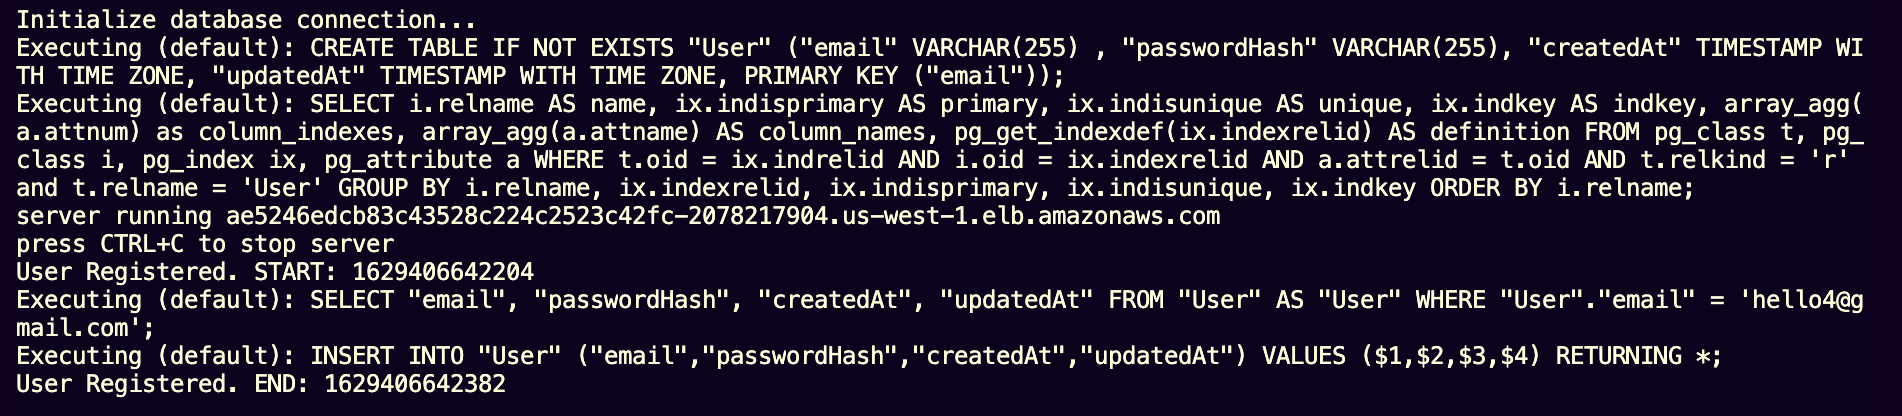 Initialize database connection...
Executing (default): CREATE TABLE IF NOT EXISTS "User" ("email" VARCHAR(255) , "passwordHash" VARCHAR(255), "createdAt" TIMESTAMP WI
TH TIME ZONE, "updatedAt" TIMESTAMP WITH TIME ZONE, PRIMARY KEY ("email"));
Executing (default): SELECT i.relname AS name, ix.indisprimary AS primary, ix.indisunique AS unique, ix.indkey AS indkey, array_agg(
a.attnum) as column_indexes, array_agg(a.attname) AS column_names, pg_get_indexdef(ix.indexrelid) AS definition FROM pg_class t, pg_
class i, pg_index ix, pg_attribute a WHERE t.oid = ix.indrelid AND i.oid = ix.indexrelid AND a.attrelid = t.oid AND t.relkind = 'r'
and t.relname = 'User' GROUP BY i.relname, ix.indexrelid, ix.indisprimary, ix.indisunique, ix.indkey ORDER BY i.relname;
server running ae5246edcb83c43528c224c2523c42fc-2078217904.us-west-1.elb.amazonaws.com
press CTRL+C to stop server
User Registered. START: 1629406642204
Executing (default): SELECT "email", "passwordHash", "createdAt", "updatedAt" FROM "User" AS "User" WHERE "User"."email" = 'hello4@g
mail.com';
Executing (default): INSERT INTO "User" ("email","passwordHash","createdAt","updatedAt") VALUES ($1,$2,$3,$4) RETURNING *;
User Registered. END: 1629406642382